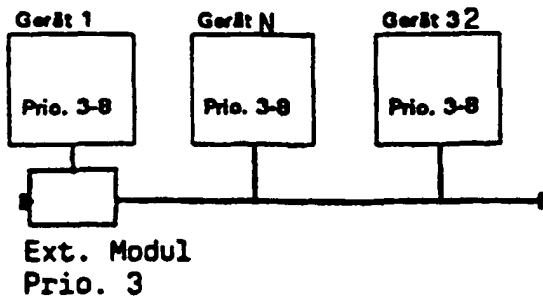 Gerät 1
Gerät N
Gerät 32
Prio. 3-8
Prio. 3-8
Prio. 3-8
Ext. Modul
Prio. 3